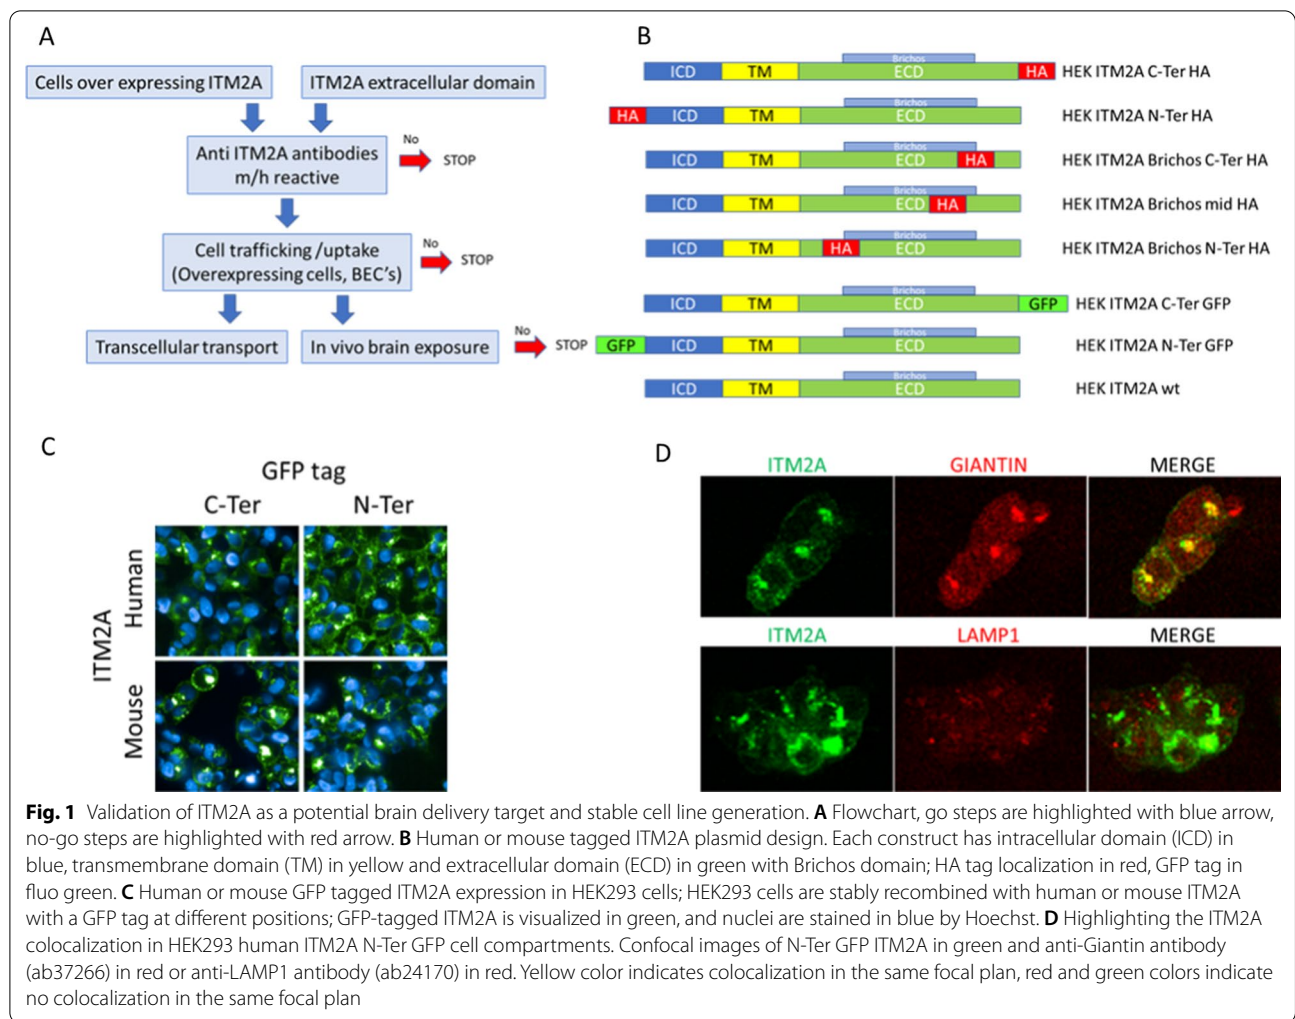 A
Cells over expressing ITM2A
ITM2A extracellular domain
Anti ITM2A antibodies
m/h reactive
No
STOP
Cell trafficking /uptake
(Overexpressing cells, BEC's)
No
STOP
Transcellular transport
In vivo brain exposure
No
STOP
B
Brichos
ICD TM ECD HA HEK ITM2A C-Ter HA
Brichos
HA ICD TM ECD HEK ITM2A N-Ter HA
Brichos
ICD TM ECD HA HEK ITM2A Brichos C-Ter HA
Brichos
ICD TM ECD HA HEK ITM2A Brichos mid HA
Brichos
ICD TM HA ECD HEK ITM2A Brichos N-Ter HA
Brichos
ICD TM ECD GFP HEK ITM2A C-Ter GFP
Brichos
GFP ICD TM ECD HEK ITM2A N-Ter GFP
Brichos
ICD TM ECD HEK ITM2A wt
C
GFP tag
C-Ter N-Ter
ITM2A
Human
Mouse
D
ITM2A GIANTIN MERGE
ITM2A LAMP1 MERGE
Fig. 1 Validation of ITM2A as a potential brain delivery target and stable cell line generation. A Flowchart, go steps are highlighted with blue arrow,
no-go steps are highlighted with red arrow. B Human or mouse tagged ITM2A plasmid design. Each construct has intracellular domain (ICD) in
blue, transmembrane domain (TM) in yellow and extracellular domain (ECD) in green with Brichos domain; HA tag localization in red, GFP tag in
fluo green. C Human or mouse GFP tagged ITM2A expression in HEK293 cells; HEK293 cells are stably recombined with human or mouse ITM2A
with a GFP tag at different positions; GFP-tagged ITM2A is visualized in green, and nuclei are stained in blue by Hoechst. D Highlighting the ITM2A
colocalization in HEK293 human ITM2A N-Ter GFP cell compartments. Confocal images of N-Ter GFP ITM2A in green and anti-Giantin antibody
(ab37266) in red or anti-LAMP1 antibody (ab24170) in red. Yellow color indicates colocalization in the same focal plan, red and green colors indicate
no colocalization in the same focal plan